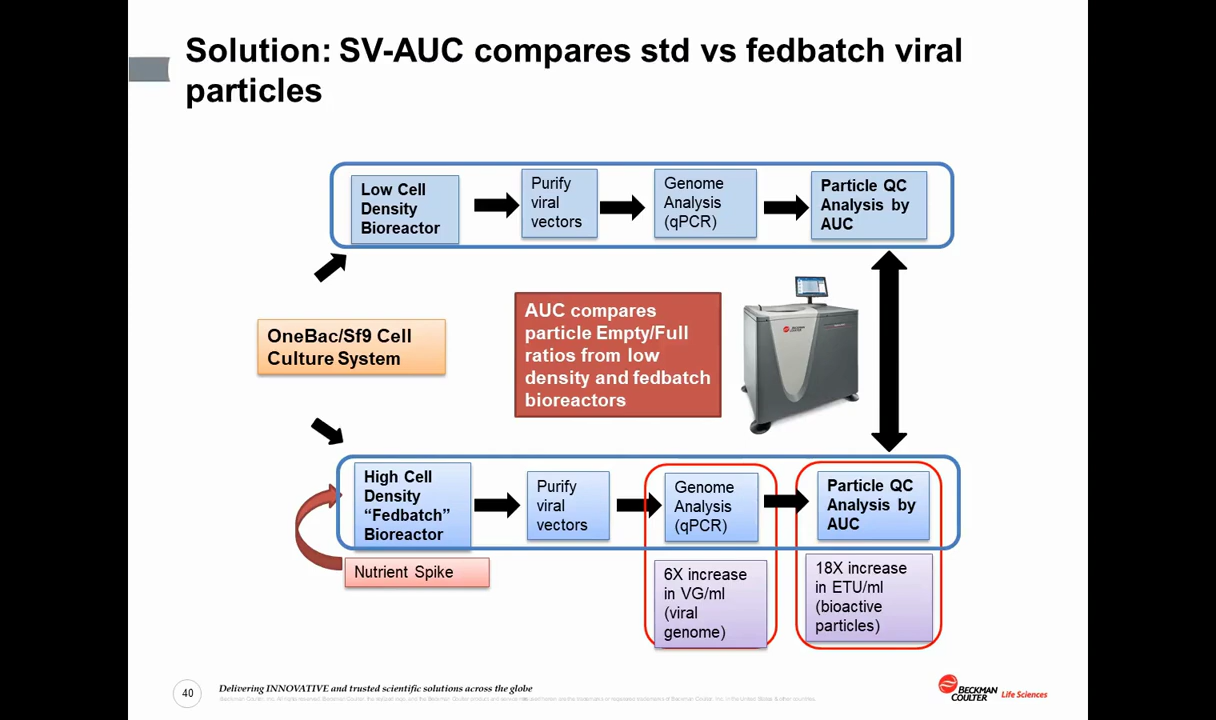 Solution: SV-AUC compares std vs fedbatch viral
particles
Low Cell
Density
Bioreactor
Purify
viral
vectors
Genome
Analysis
(qPCR)
Particle QC
Analysis by
AUC
OneBac/Sf9 Cell
Culture System
AUC compares
particle Empty/Full
ratios from low
density and fedbatch
bioreactors
High Cell
Density
“Fedbatch”
Bioreactor
Purify
viral
vectors
Genome
Analysis
(qPCR)
Particle QC
Analysis by
AUC
Nutrient Spike
6X increase
in VG/ml
(viral
genome)
18X increase
in ETU/ml
(bioactive
particles)
40
Delivering INNOVATIVE and trusted scientific solutions across the globe
BECKMAN
COULTER Life Sciences